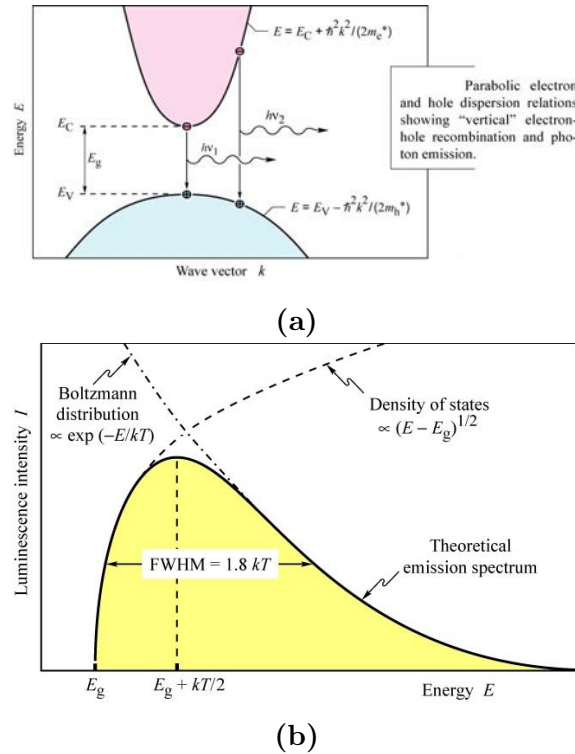 E = E_C + ℏ²k²/(2m_e*)
Energy E
E_C
E_g
E_V
hν₁
hν₂
E = E_V − ℏ²k²/(2m_h*)
Wave vector k
Parabolic electron
and hole dispersion relations
showing "vertical" electron-
hole recombination and pho-
ton emission.
(a)
Luminescence intensity I
Boltzmann
distribution
∝ exp (−E/kT)
Density of states
∝ (E − E_g)^1/2
FWHM = 1.8 kT
Theoretical
emission spectrum
E_g
E_g + kT/2
Energy E
(b)